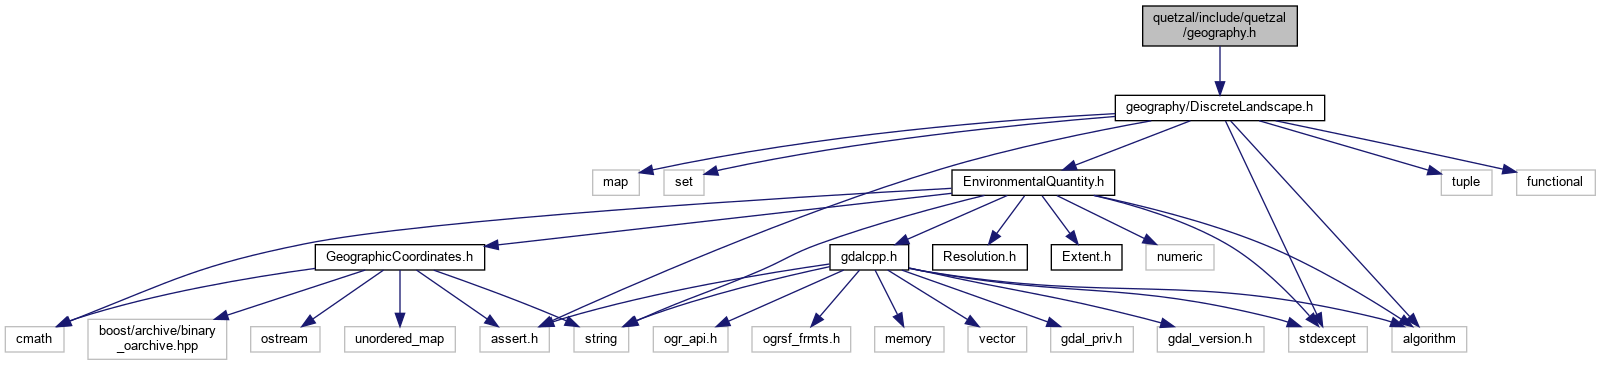 quetzal/include/quetzal
/geography.h
geography/DiscreteLandscape.h
map
set
EnvironmentalQuantity.h
tuple
functional
GeographicCoordinates.h
gdalcpp.h
Resolution.h
Extent.h
numeric
cmath
boost/archive/binary
_oarchive.hpp
ostream
unordered_map
assert.h
string
ogr_api.h
ogrsf_frmts.h
memory
vector
gdal_priv.h
gdal_version.h
stdexcept
algorithm